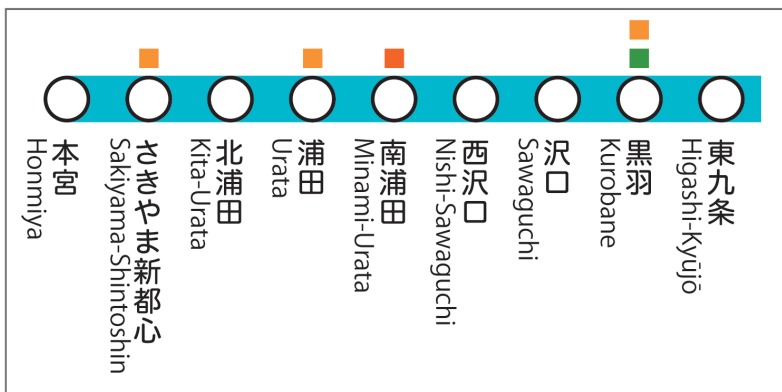 本宮
Honmiya
さきやま新都心
Sakiyama-Shintoshin
北浦田
Kita-Urata
浦田
Urata
南浦田
Minami-Urata
西沢口
Nishi-Sawaguchi
沢口
Sawaguchi
黒羽
Kurobane
東九条
Higashi-Kyūjō